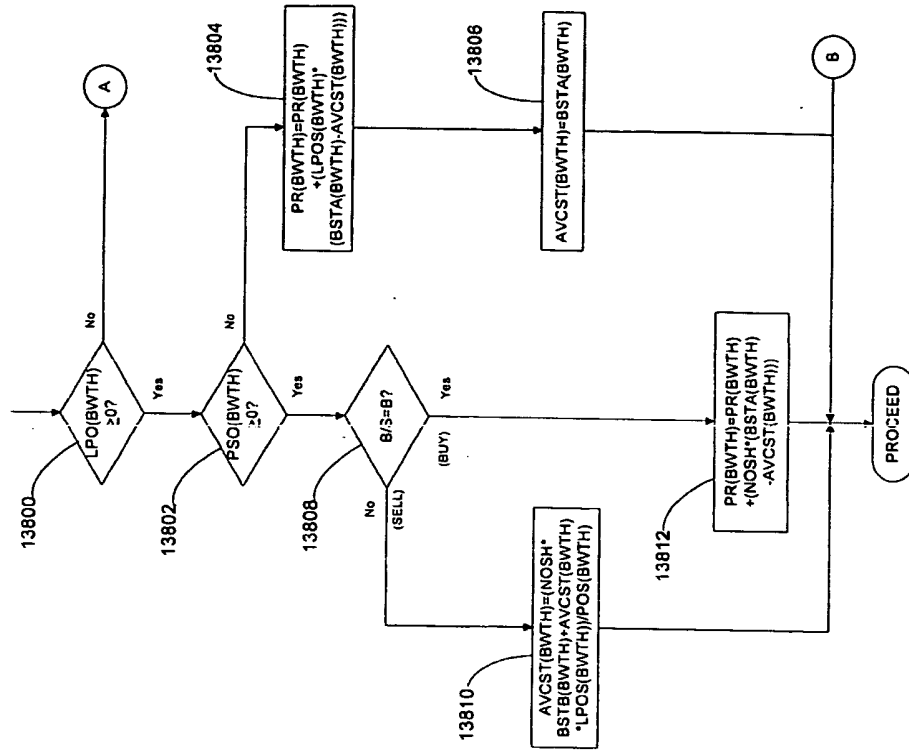 13800
LPO(BWTH)
≥0?
No
A
Yes
13802
PSO(BWTH)
≥0?
No
13804
PR(BWTH)=PR(BWTH)
+(LPOS(BWTH)*
(BSTA(BWTH)-AVCST(BWTH)))
Yes
13808
B/S=B?
No
(SELL)
Yes
(BUY)
13806
AVCST(BWTH)=BSTA(BWTH)
13810
AVCST(BWTH)=(NOSH*
BSTB(BWTH)+AVCST(BWTH)
*LPOS(BWTH))/POS(BWTH)
13812
PR(BWTH)=PR(BWTH)
+(NOSH*(BSTA(BWTH)
-AVCST(BWTH)))
B
PROCEED